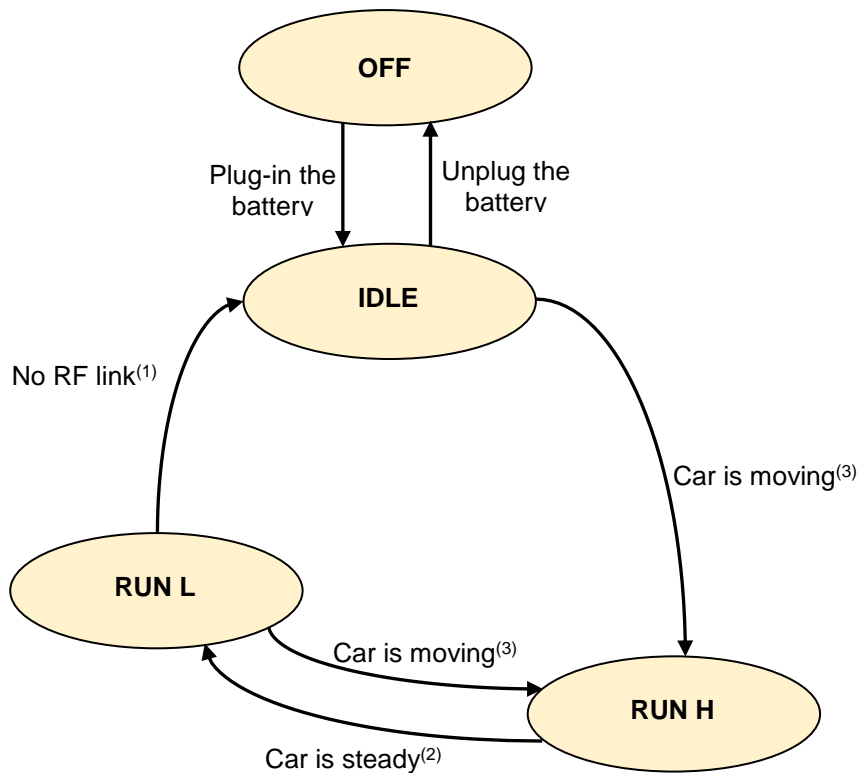 OFF
Plug-in the
battery
Unplug the
battery
IDLE
No RF link(1)
Car is moving(3)
RUN L
Car is moving(3)
RUN H
Car is steady(2)